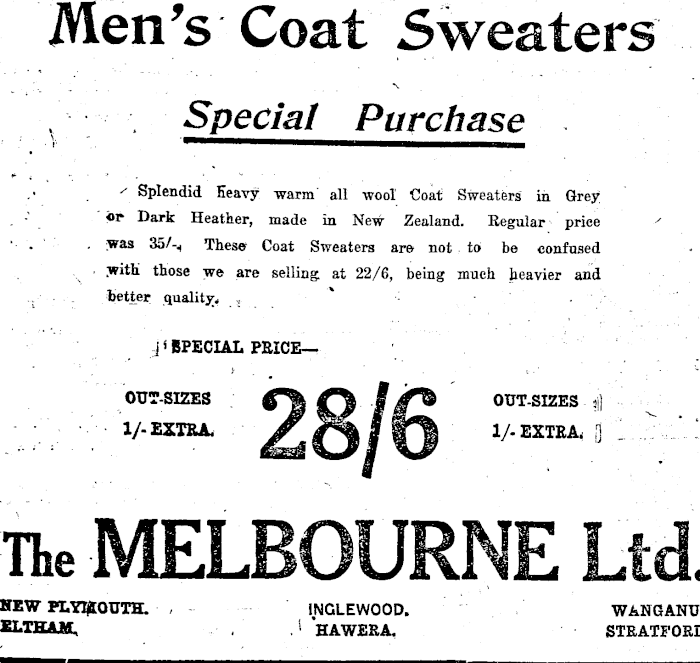 Men's Coat Sweaters
Special Purchase
Splendid heavy warm all wool Coat Sweaters in Grey
or Dark Heather, made in New Zealand. Regular price
was 35/-. These Coat Sweaters are not to be confused
with those we are selling at 22/6, being much heavier and
better quality.
SPECIAL PRICE—
OUT-SIZES
1/- EXTRA.
28/6
OUT-SIZES
1/- EXTRA.
The MELBOURNE Ltd.
NEW PLYMOUTH. INGLEWOOD. WANGANU
ELTHAM. HAWERA. STRATFORD